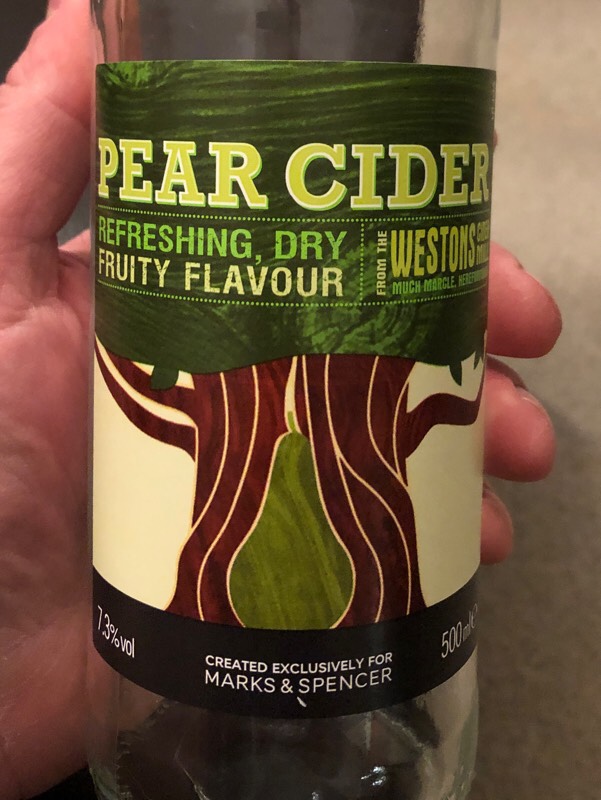 PEAR CIDER
REFRESHING, DRY
FRUITY FLAVOUR
FROM THE
WESTONS
MUCH MARCLE,
7.3%vol
500ml e
CREATED EXCLUSIVELY FOR
MARKS & SPENCER